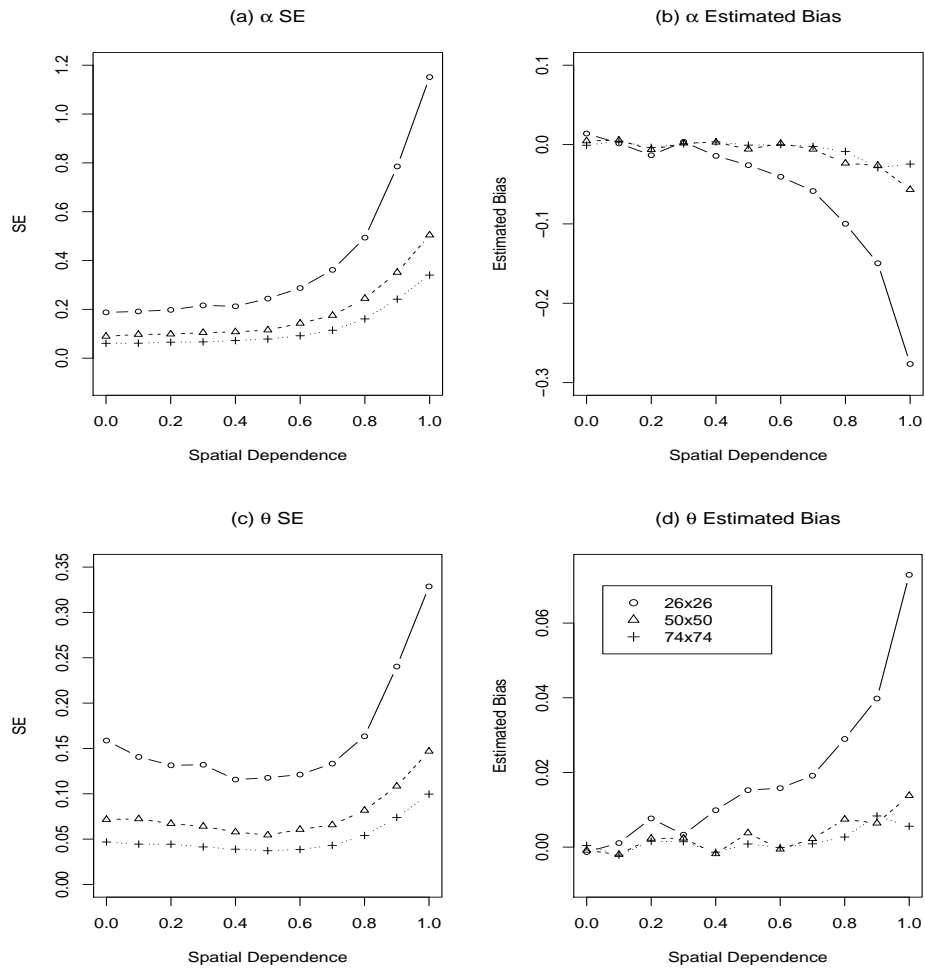 (a) α SE
SE
0.0 0.2 0.4 0.6 0.8 1.0 1.2
0.0 0.2 0.4 0.6 0.8 1.0
Spatial Dependence
(b) α Estimated Bias
Estimated Bias
−0.3 −0.2 −0.1 0.0 0.1
0.0 0.2 0.4 0.6 0.8 1.0
Spatial Dependence
(c) θ SE
SE
0.00 0.05 0.10 0.15 0.20 0.25 0.30 0.35
0.0 0.2 0.4 0.6 0.8 1.0
Spatial Dependence
(d) θ Estimated Bias
Estimated Bias
0.00 0.02 0.04 0.06
26x26
50x50
74x74
0.0 0.2 0.4 0.6 0.8 1.0
Spatial Dependence